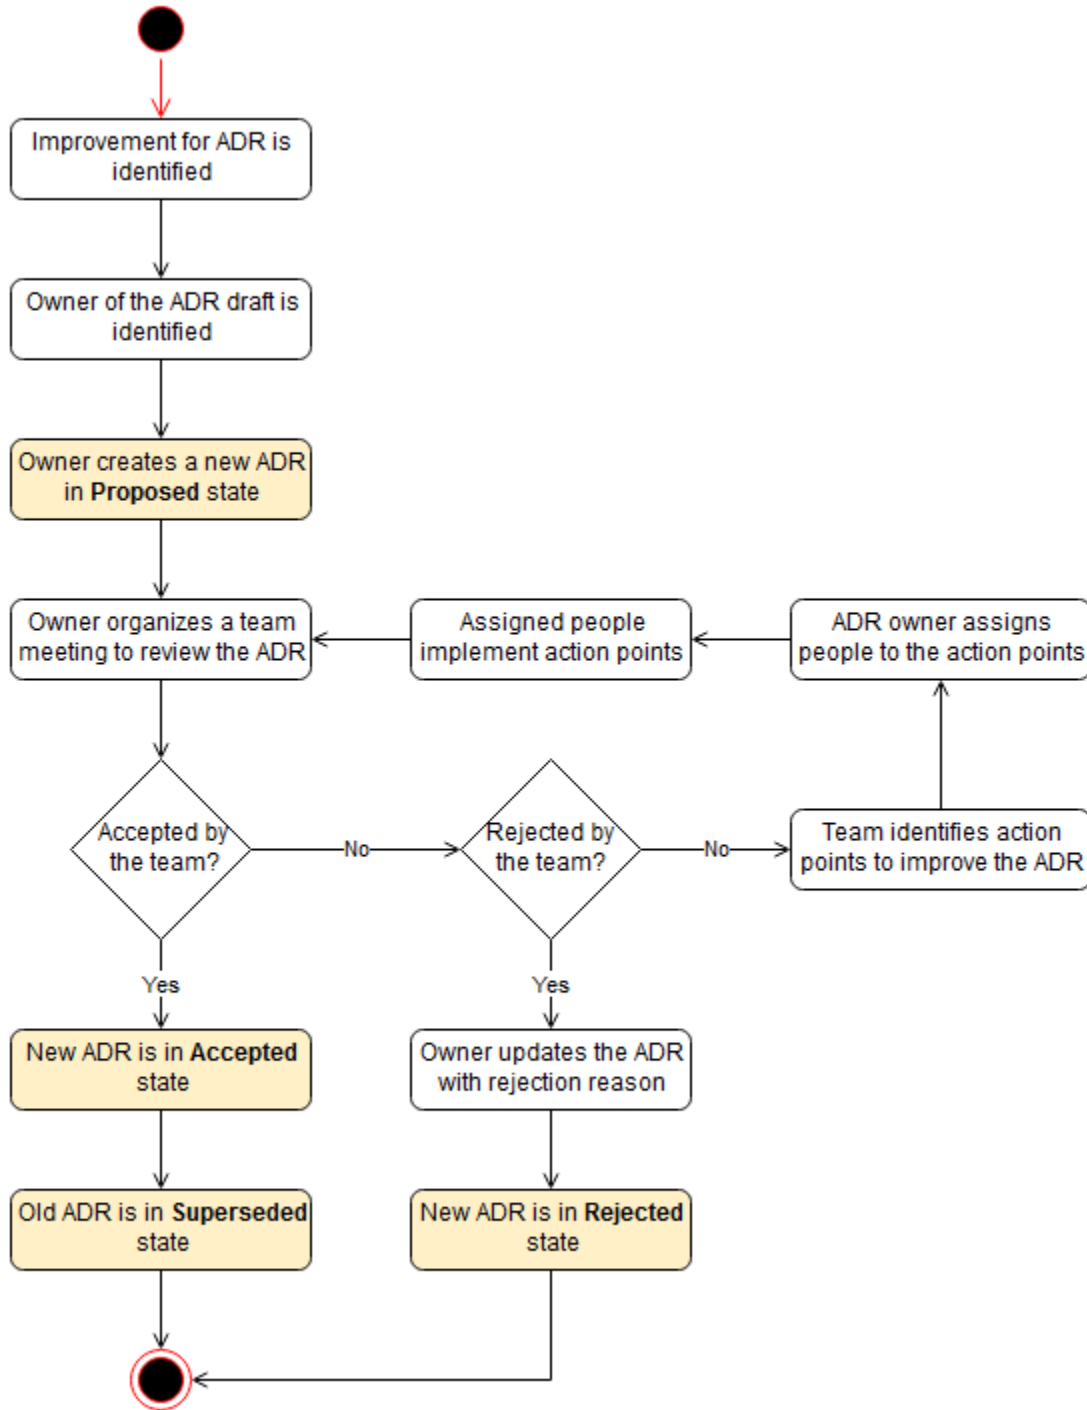 Improvement for ADR is
identified
Owner of the ADR draft is
identified
Owner creates a new ADR
in Proposed state
Owner organizes a team
meeting to review the ADR
Assigned people
implement action points
ADR owner assigns
people to the action points
Accepted by
the team?
No
Rejected by
the team?
No
Team identifies action
points to improve the ADR
Yes
Yes
New ADR is in Accepted
state
Owner updates the ADR
with rejection reason
Old ADR is in Superseded
state
New ADR is in Rejected
state